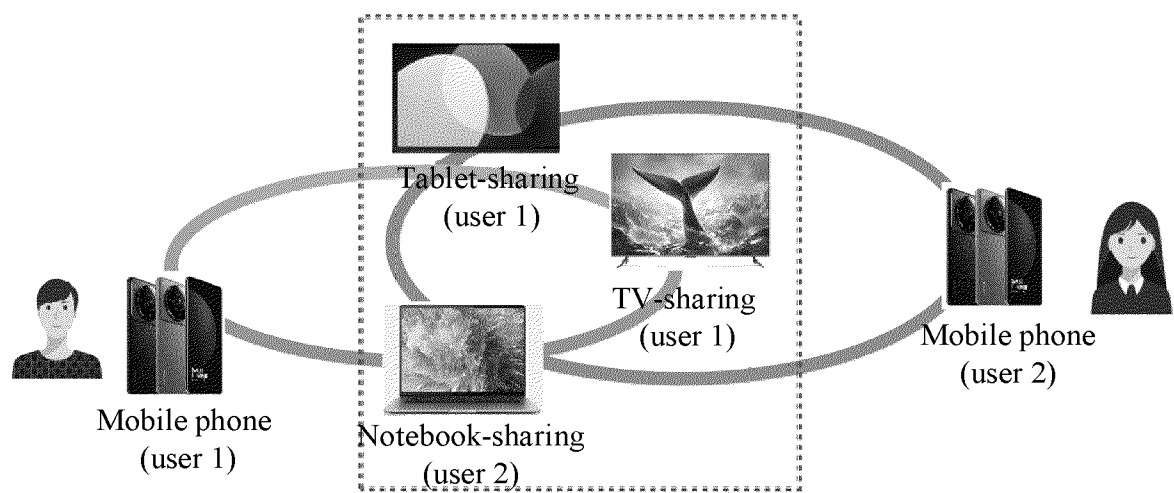 Tablet-sharing
(user 1)
TV-sharing
(user 1)
Mobile phone
(user 1)
Notebook-sharing
(user 2)
Mobile phone
(user 2)